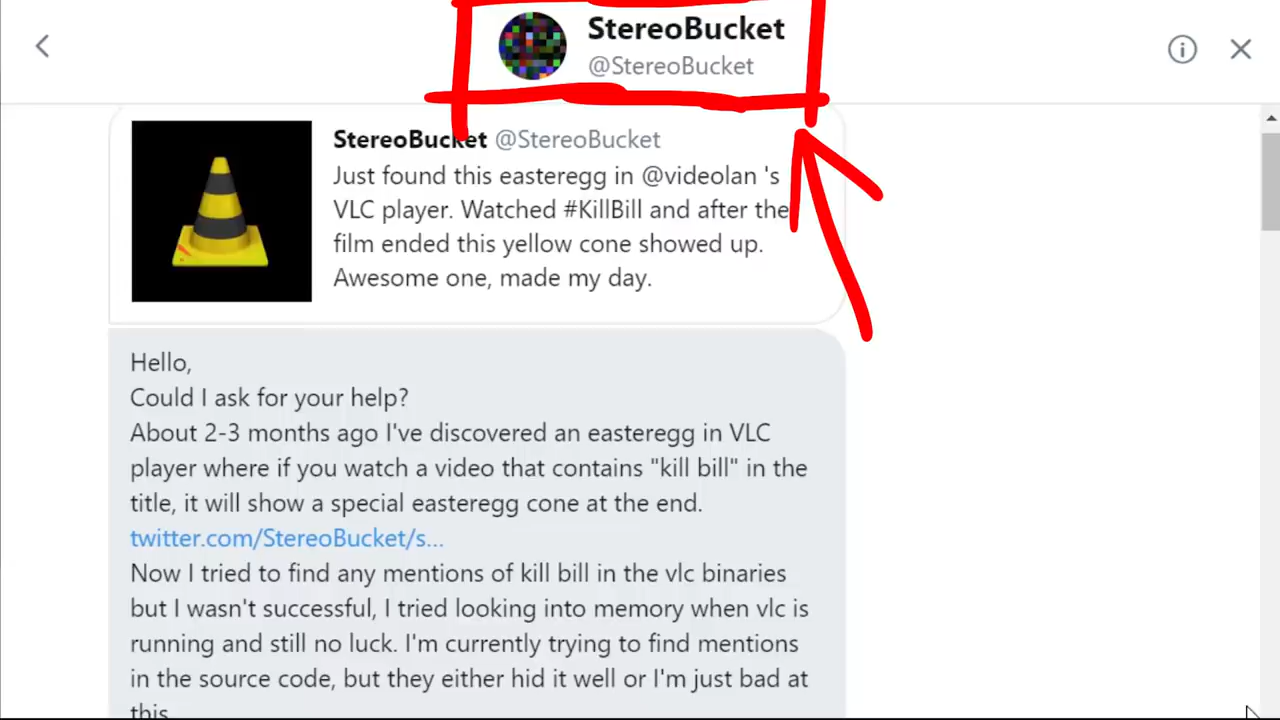 StereoBucket
@StereoBucket
StereoBucket @StereoBucket
Just found this easteregg in @videolan 's
VLC player. Watched #KillBill and after the
film ended this yellow cone showed up.
Awesome one, made my day.
Hello,
Could I ask for your help?
About 2-3 months ago I've discovered an easteregg in VLC
player where if you watch a video that contains "kill bill" in the
title, it will show a special easteregg cone at the end.
twitter.com/StereoBucket/s...
Now I tried to find any mentions of kill bill in the vlc binaries
but I wasn't successful, I tried looking into memory when vlc is
running and still no luck. I'm currently trying to find mentions
in the source code, but they either hid it well or I'm just bad at
this